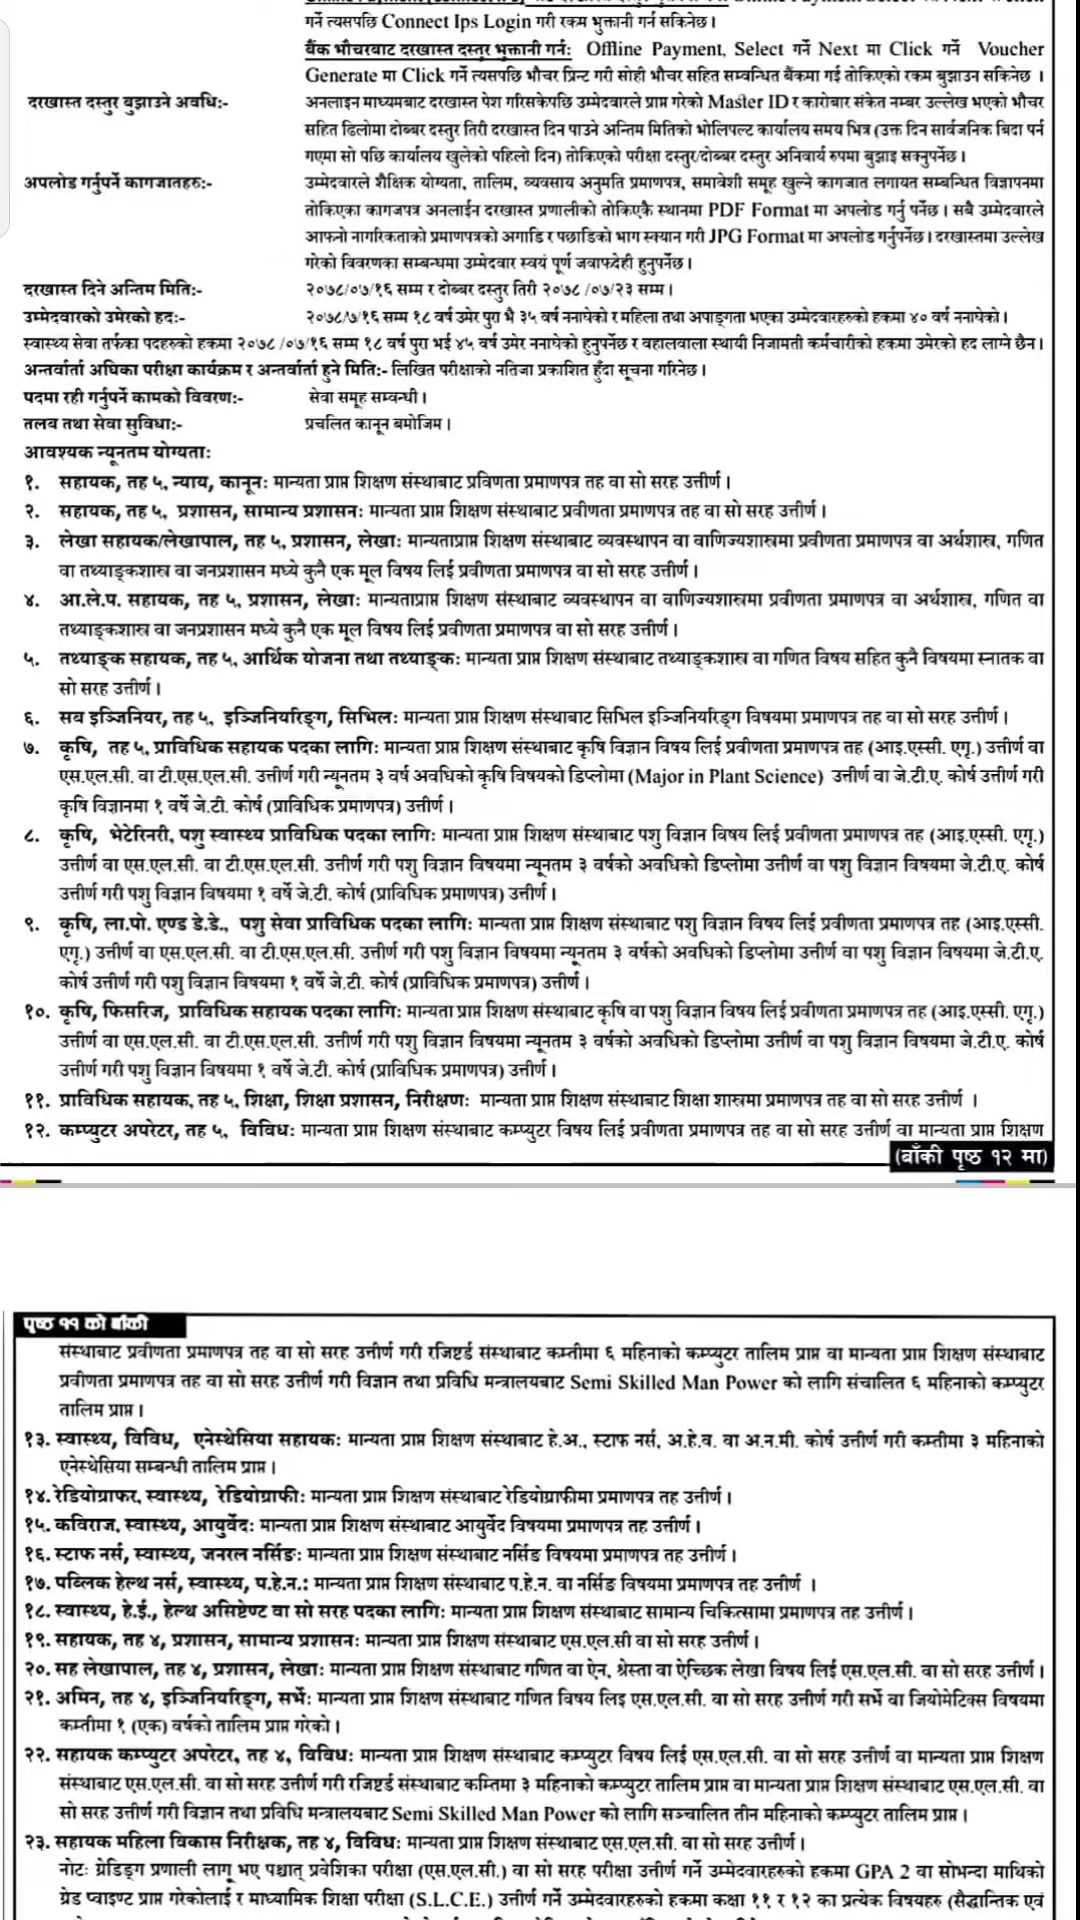 गर्ने त्यसपछि Connect Ips Login गरी रकम भुक्तानी गर्न सकिनेछ ।
बैंक भौचरबाट दरखास्त दस्तुर भुक्तानी गर्न: Offline Payment, Select गर्ने Next मा Click गर्ने Voucher
Generate मा Click गर्ने त्यसपछि भौचर प्रिन्ट गरी सोही भौचर सहित सम्वन्धित बैंकमा गई तोकिएको रकम बुझाउन सकिनेछ ।
दरखास्त दस्तुर बुझाउने अवधि:- अनलाइन माध्यमबाट दरखास्त पेश गरिसकेपछि उम्मेदवारले प्राप्त गरेको Master ID र कारोबार संकेत नम्बर उल्लेख भएको भौचर
सहित ढिलोमा दोब्बर दस्तुर तिरी दरखास्त दिन पाउने अन्तिम मितिको भोलिपल्ट कार्यालय समय भित्र (उक्त दिन सार्वजनिक बिदा पर्न
गएमा सो पछि कार्यालय खुलेको पहिलो दिन) तोकिएको परीक्षा दस्तुर/दोब्बर दस्तुर अनिवार्य रुपमा बुझाइ सक्नुपर्नेछ ।
अपलोड गर्नुपर्ने कागजातहरु:- उम्मेदवारले शैक्षिक योग्यता, तालिम, व्यवसाय अनुमति प्रमाणपत्र, समावेशी समूह खुल्ने कागजात लगायत सम्बन्धित विज्ञापनमा
तोकिएका कागजपत्र अनलाईन दरखास्त प्रणालीको तोकिएकै स्थानमा PDF Format मा अपलोड गर्नु पर्नेछ । सबै उम्मेदवारले
आफ्नो नागरिकताको प्रमाणपत्रको अगाडि र पछाडिको भाग स्क्यान गरी JPG Format मा अपलोड गर्नुपर्नेछ । दरखास्तमा उल्लेख
गरेको विवरणका सम्बन्धमा उम्मेदवार स्वयं पूर्ण जवाफदेही हुनुपर्नेछ ।
दरखास्त दिने अन्तिम मिति:- २०७८/०७/१६ सम्म र दोब्बर दस्तुर तिरी २०७८ /०७/२३ सम्म ।
उम्मेदवारको उमेरको हद:- २०७८/७/१६ सम्म १८ वर्ष उमेर पुरा भै ३५ वर्ष ननाघेको र महिला तथा अपाङ्गता भएका उम्मेदवारहरुको हकमा ४० वर्ष ननाघेको ।
स्वास्थ्य सेवा तर्फका पदहरुको हकमा २०७८ /०७/१६ सम्म १८ वर्ष पुरा भई ४५ वर्ष उमेर ननाघेको हुनुपर्नेछ र वहालवाला स्थायी निजामती कर्मचारीको हकमा उमेरको हद लाग्ने छैन ।
अन्तर्वार्ता अघिका परीक्षा कार्यक्रम र अन्तर्वार्ता हुने मिति:- लिखित परीक्षाको नतिजा प्रकाशित हुँदा सूचना गरिनेछ ।
पदमा रही गर्नुपर्ने कामको विवरण:- सेवा समूह सम्वन्धी ।
तलव तथा सेवा सुविधा:- प्रचलित कानून बमोजिम ।
आवश्यक न्यूनतम योग्यता:
१. सहायक, तह ५, न्याय, कानून: मान्यता प्राप्त शिक्षण संस्थाबाट प्रविणता प्रमाणपत्र तह वा सो सरह उत्तीर्ण ।
२. सहायक, तह ५, प्रशासन, सामान्य प्रशासन: मान्यता प्राप्त शिक्षण संस्थाबाट प्रवीणता प्रमाणपत्र तह वा सो सरह उत्तीर्ण ।
३. लेखा सहायक/लेखापाल, तह ५, प्रशासन, लेखा: मान्यताप्राप्त शिक्षण संस्थाबाट व्यवस्थापन वा वाणिज्यशास्त्रमा प्रवीणता प्रमाणपत्र वा अर्थशास्त्र, गणित
वा तथ्याङ्कशास्त्र वा जनप्रशासन मध्ये कुनै एक मूल विषय लिई प्रवीणता प्रमाणपत्र वा सो सरह उत्तीर्ण ।
४. आ.ले.प. सहायक, तह ५, प्रशासन, लेखा: मान्यताप्राप्त शिक्षण संस्थाबाट व्यवस्थापन वा वाणिज्यशास्त्रमा प्रवीणता प्रमाणपत्र वा अर्थशास्त्र, गणित वा
तथ्याङ्कशास्त्र वा जनप्रशासन मध्ये कुनै एक मूल विषय लिई प्रवीणता प्रमाणपत्र वा सो सरह उत्तीर्ण ।
५. तथ्याङ्क सहायक, तह ५, आर्थिक योजना तथा तथ्याङ्क: मान्यता प्राप्त शिक्षण संस्थाबाट तथ्याङ्कशास्त्र वा गणित विषय सहित कुनै विषयमा स्नातक वा
सो सरह उत्तीर्ण ।
६. सब इञ्जिनियर, तह ५, इञ्जिनियरिङ्ग, सिभिल: मान्यता प्राप्त शिक्षण संस्थाबाट सिभिल इञ्जिनियरिङ्ग विषयमा प्रमाणपत्र तह वा सो सरह उत्तीर्ण ।
७. कृषि, तह ५, प्राविधिक सहायक पदका लागि: मान्यता प्राप्त शिक्षण संस्थाबाट कृषि विज्ञान विषय लिई प्रवीणता प्रमाणपत्र तह (आइ.एस्सी. एगृ.) उत्तीर्ण वा
एस.एल.सी. वा टी.एस.एल.सी. उत्तीर्ण गरी न्यूनतम ३ वर्ष अवधिको कृषि विषयको डिप्लोमा (Major in Plant Science) उत्तीर्ण वा जे.टी.ए. कोर्ष उत्तीर्ण गरी
कृषि विज्ञानमा १ वर्षे जे.टी. कोर्ष (प्राविधिक प्रमाणपत्र) उत्तीर्ण ।
८. कृषि, भेटेरिनरी, पशु स्वास्थ्य प्राविधिक पदका लागि: मान्यता प्राप्त शिक्षण संस्थाबाट पशु विज्ञान विषय लिई प्रवीणता प्रमाणपत्र तह (आइ.एस्सी. एगृ.)
उत्तीर्ण वा एस.एल.सी. वा टी.एस.एल.सी. उत्तीर्ण गरी पशु विज्ञान विषयमा न्यूनतम ३ वर्षको अवधिको डिप्लोमा उत्तीर्ण वा पशु विज्ञान विषयमा जे.टी.ए. कोर्ष
उत्तीर्ण गरी पशु विज्ञान विषयमा १ वर्षे जे.टी. कोर्ष (प्राविधिक प्रमाणपत्र) उत्तीर्ण ।
९. कृषि, ला.पो. एण्ड डे.डे., पशु सेवा प्राविधिक पदका लागि: मान्यता प्राप्त शिक्षण संस्थाबाट पशु विज्ञान विषय लिई प्रवीणता प्रमाणपत्र तह (आइ.एस्सी.
एगृ.) उत्तीर्ण वा एस.एल.सी. वा टी.एस.एल.सी. उत्तीर्ण गरी पशु विज्ञान विषयमा न्यूनतम ३ वर्षको अवधिको डिप्लोमा उत्तीर्ण वा पशु विज्ञान विषयमा जे.टी.ए.
कोर्ष उत्तीर्ण गरी पशु विज्ञान विषयमा १ वर्षे जे.टी. कोर्ष (प्राविधिक प्रमाणपत्र) उत्तीर्ण ।
१०. कृषि, फिसरिज, प्राविधिक सहायक पदका लागि: मान्यता प्राप्त शिक्षण संस्थाबाट कृषि वा पशु विज्ञान विषय लिई प्रवीणता प्रमाणपत्र तह (आइ.एस्सी. एगृ.)
उत्तीर्ण वा एस.एल.सी. वा टी.एस.एल.सी. उत्तीर्ण गरी पशु विज्ञान विषयमा न्यूनतम ३ वर्षको अवधिको डिप्लोमा उत्तीर्ण वा पशु विज्ञान विषयमा जे.टी.ए. कोर्ष
उत्तीर्ण गरी पशु विज्ञान विषयमा १ वर्षे जे.टी. कोर्ष (प्राविधिक प्रमाणपत्र) उत्तीर्ण ।
११. प्राविधिक सहायक, तह ५, शिक्षा, शिक्षा प्रशासन, निरीक्षण: मान्यता प्राप्त शिक्षण संस्थाबाट शिक्षा शास्त्रमा प्रमाणपत्र तह वा सो सरह उत्तीर्ण ।
१२. कम्प्युटर अपरेटर, तह ५, विविध: मान्यता प्राप्त शिक्षण संस्थाबाट कम्प्युटर विषय लिई प्रवीणता प्रमाणपत्र तह वा सो सरह उत्तीर्ण वा मान्यता प्राप्त शिक्षण
(बाँकी पृष्ठ १२ मा)
पृष्ठ ११ को बाँकी
संस्थाबाट प्रवीणता प्रमाणपत्र तह वा सो सरह उत्तीर्ण गरी रजिष्टर्ड संस्थाबाट कम्तीमा ६ महिनाको कम्प्युटर तालिम प्राप्त वा मान्यता प्राप्त शिक्षण संस्थाबाट
प्रवीणता प्रमाणपत्र तह वा सो सरह उत्तीर्ण गरी विज्ञान तथा प्रविधि मन्त्रालयबाट Semi Skilled Man Power को लागि संचालित ६ महिनाको कम्प्युटर
तालिम प्राप्त ।
१३. स्वास्थ्य, विविध, एनेस्थेसिया सहायक: मान्यता प्राप्त शिक्षण संस्थाबाट हे.अ., स्टाफ नर्स, अ.हे.व. वा अ.न.मी. कोर्ष उत्तीर्ण गरी कम्तीमा ३ महिनाको
एनेस्थेसिया सम्बन्धी तालिम प्राप्त ।
१४. रेडियोग्राफर, स्वास्थ्य, रेडियोग्राफी: मान्यता प्राप्त शिक्षण संस्थाबाट रेडियोग्राफीमा प्रमाणपत्र तह उत्तीर्ण ।
१५. कविराज, स्वास्थ्य, आयुर्वेद: मान्यता प्राप्त शिक्षण संस्थाबाट आयुर्वेद विषयमा प्रमाणपत्र तह उत्तीर्ण ।
१६. स्टाफ नर्स, स्वास्थ्य, जनरल नर्सिङ: मान्यता प्राप्त शिक्षण संस्थाबाट नर्सिङ विषयमा प्रमाणपत्र तह उत्तीर्ण ।
१७. पब्लिक हेल्थ नर्स, स्वास्थ्य, प.हे.न.: मान्यता प्राप्त शिक्षण संस्थाबाट प.हे.न. वा नर्सिङ विषयमा प्रमाणपत्र तह उत्तीर्ण ।
१८. स्वास्थ्य, हे.ई., हेल्थ असिष्टेण्ट वा सो सरह पदका लागि: मान्यता प्राप्त शिक्षण संस्थाबाट सामान्य चिकित्सामा प्रमाणपत्र तह उत्तीर्ण ।
१९. सहायक, तह ४, प्रशासन, सामान्य प्रशासन: मान्यता प्राप्त शिक्षण संस्थाबाट एस.एल.सी वा सो सरह उत्तीर्ण ।
२०. सह लेखापाल, तह ४, प्रशासन, लेखा: मान्यता प्राप्त शिक्षण संस्थाबाट गणित वा ऐन, श्रेस्ता वा ऐच्छिक लेखा विषय लिई एस.एल.सी. वा सो सरह उत्तीर्ण ।
२१. अमिन, तह ४, इञ्जिनियरिङ्ग, सर्भे: मान्यता प्राप्त शिक्षण संस्थाबाट गणित विषय लिइ एस.एल.सी. वा सो सरह उत्तीर्ण गरी सर्भे वा जियोमेटिक्स विषयमा
कम्तीमा १ (एक) वर्षको तालिम प्राप्त गरेको ।
२२. सहायक कम्प्युटर अपरेटर, तह ४, विविध: मान्यता प्राप्त शिक्षण संस्थाबाट कम्प्युटर विषय लिई एस.एल.सी. वा सो सरह उत्तीर्ण वा मान्यता प्राप्त शिक्षण
संस्थाबाट एस.एल.सी. वा सो सरह उत्तीर्ण गरी रजिष्टर्ड संस्थाबाट कम्तिमा ३ महिनाको कम्प्युटर तालिम प्राप्त वा मान्यता प्राप्त शिक्षण संस्थाबाट एस.एल.सी. वा
सो सरह उत्तीर्ण गरी विज्ञान तथा प्रविधि मन्त्रालयबाट Semi Skilled Man Power को लागि सञ्चालित तीन महिनाको कम्प्युटर तालिम प्राप्त ।
२३. सहायक महिला विकास निरीक्षक, तह ४, विविध: मान्यता प्राप्त शिक्षण संस्थाबाट एस.एल.सी. वा सो सरह उत्तीर्ण ।
नोट: ग्रेडिङ्ग प्रणाली लागू भए पश्चात् प्रवेशिका परीक्षा (एस.एल.सी.) वा सो सरह परीक्षा उत्तीर्ण गर्ने उम्मेदवारहरुको हकमा GPA 2 वा सोभन्दा माथिको
ग्रेड प्वाइण्ट प्राप्त गरेकोलाई र माध्यामिक शिक्षा परीक्षा (S.L.C.E.) उत्तीर्ण गर्ने उम्मेदवारहरुको हकमा कक्षा ११ र १२ का प्रत्येक विषयहरु (सैद्धान्तिक एवं